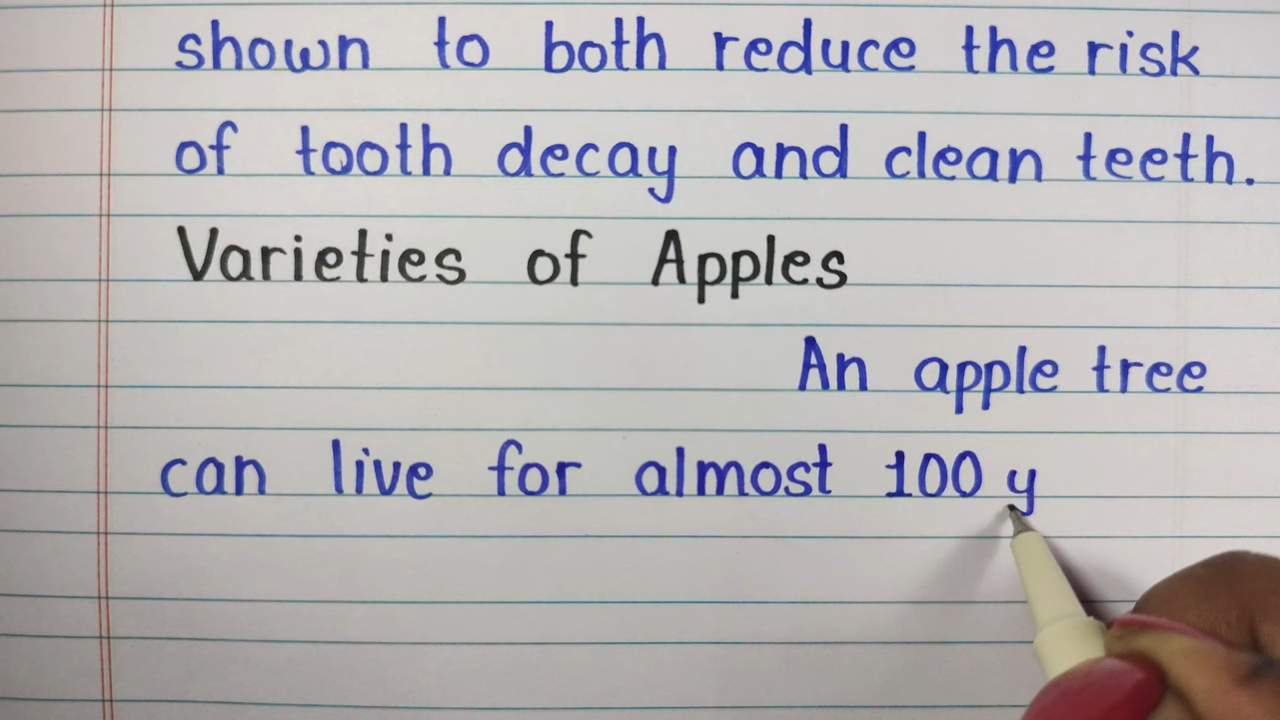 shown to both reduce the risk
of tooth decay and clean teeth.
Varieties of Apples
An apple tree
can live for almost 100 y